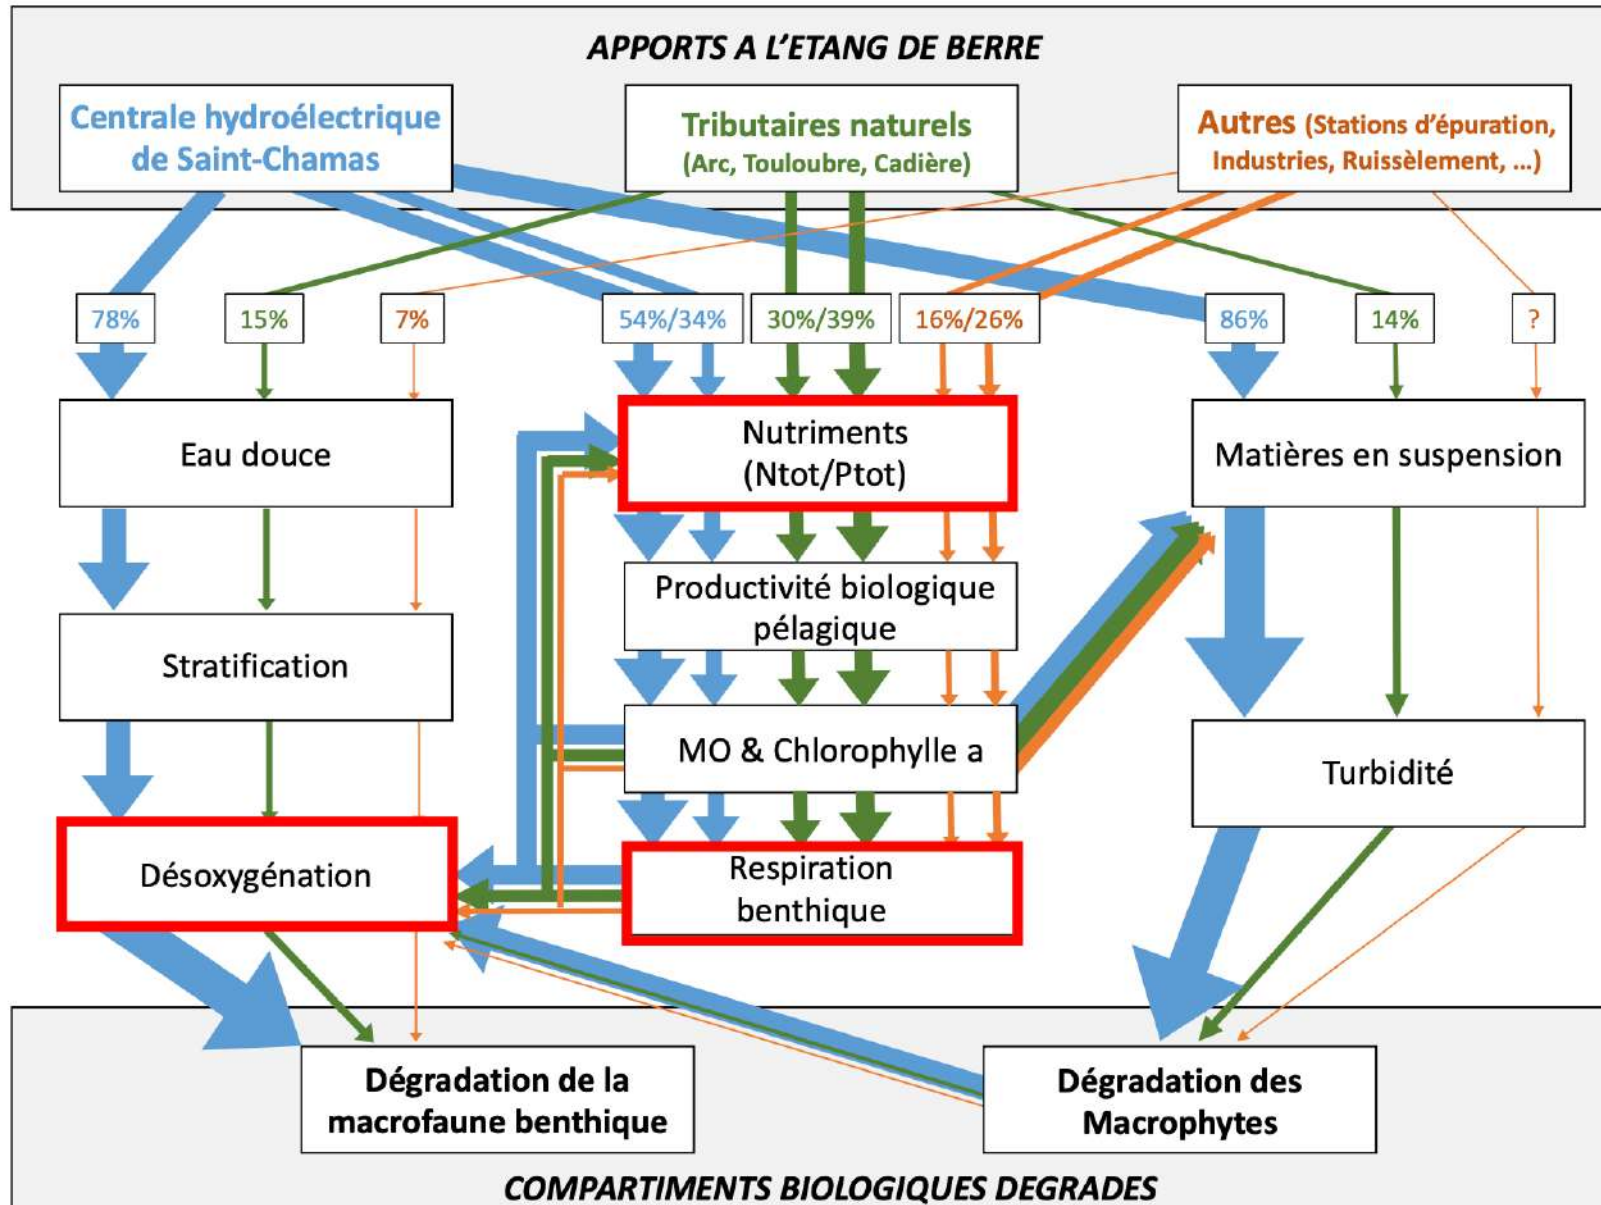 APPORTS A L'ETANG DE BERRE
Centrale hydroélectrique
de Saint-Chamas
Tributaires naturels
(Arc, Touloubre, Cadière)
Autres (Stations d'épuration,
Industries, Ruissèlement, ...)
78%
15%
7%
54%/34%
30%/39%
16%/26%
86%
14%
?
Eau douce
Nutriments
(Ntot/Ptot)
Matières en suspension
Productivité biologique
pélagique
Stratification
MO & Chlorophylle a
Turbidité
Désoxygénation
Respiration
benthique
Dégradation de la
macrofaune benthique
Dégradation des
Macrophytes
COMPARTIMENTS BIOLOGIQUES DEGRADES